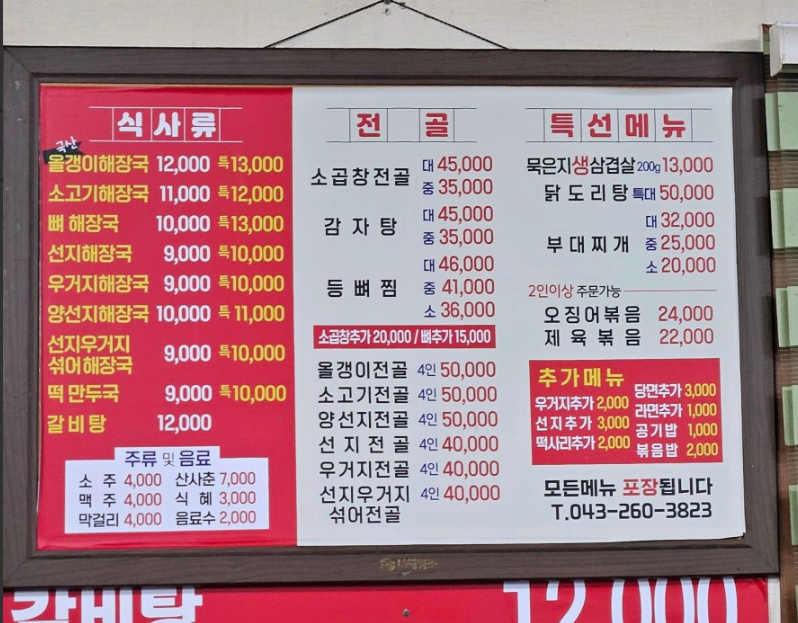 식사류
국산
올갱이해장국 12,000 특13,000
소고기해장국 11,000 특12,000
뼈 해장국 10,000 특13,000
선지해장국 9,000 특10,000
우거지해장국 9,000 특10,000
양선지해장국 10,000 특 11,000
선지우거지
섞어해장국 9,000 특10,000
떡 만두국 9,000 특10,000
갈비탕 12,000
주류 및 음료
소 주 4,000 산사춘 7,000
맥 주 4,000 식 혜 3,000
막걸리 4,000 음료수 2,000
전 골
소곱창전골 대 45,000
중 35,000
감 자 탕 대 45,000
중 35,000
등 뼈 찜 대 46,000
중 41,000
소 36,000
소곱창추가 20,000 / 뼈추가 15,000
올갱이전골 4인 50,000
소고기전골 4인 50,000
양선지전골 4인 50,000
선 지 전 골 4인 40,000
우거지전골 4인 40,000
선지우거지 4인 40,000
섞어전골
특선메뉴
묵은지생삼겹살 200g 13,000
닭 도 리 탕 특대 50,000
부 대 찌 개 대 32,000
중 25,000
소 20,000
2인이상 주문가능
오징어볶음 24,000
제 육 볶 음 22,000
추가메뉴
우거지추가 2,000 당면추가 3,000
선 지 추가 3,000 라면추가 1,000
떡사리추가 2,000 공 기 밥 1,000
볶음밥 2,000
모든메뉴 포장됩니다
T.043-260-3823
갈비탕 12,000